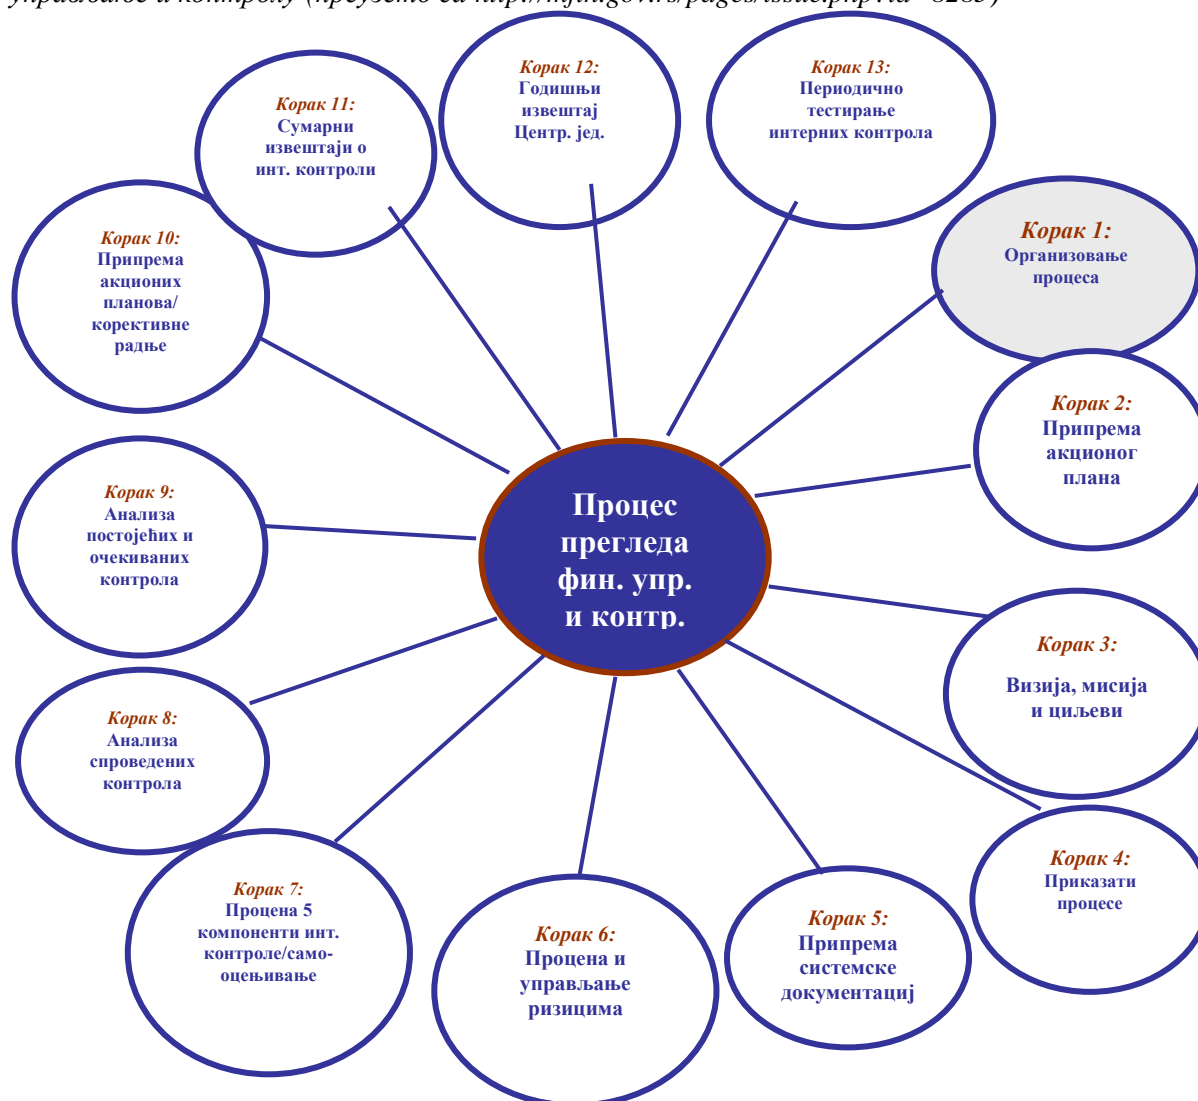 Корак 12:
Годишњи
извештај
Центр. јед.
Корак 13:
Периодично
тестирање
интерних контрола
Корак 11:
Сумарни
извештаји о
инт. контроли
Корак 1:
Организовање
процеса
Корак 10:
Припрема
акционих
планова/
корективне
радње
Корак 2:
Припрема
акционог
плана
Корак 9:
Анализа
постојећих и
очекиваних
контрола
Процес
прегледа
фин. упр.
и контр.
Корак 3:
Визија, мисија
и циљеви
Корак 8:
Анализа
спроведених
контрола
Корак 4:
Приказати
процесе
Корак 7:
Процена 5
компоненти инт.
контроле/само-
оцењивање
Корак 6:
Процена и
управљање
ризицима
Корак 5:
Припрема
системске
документациј